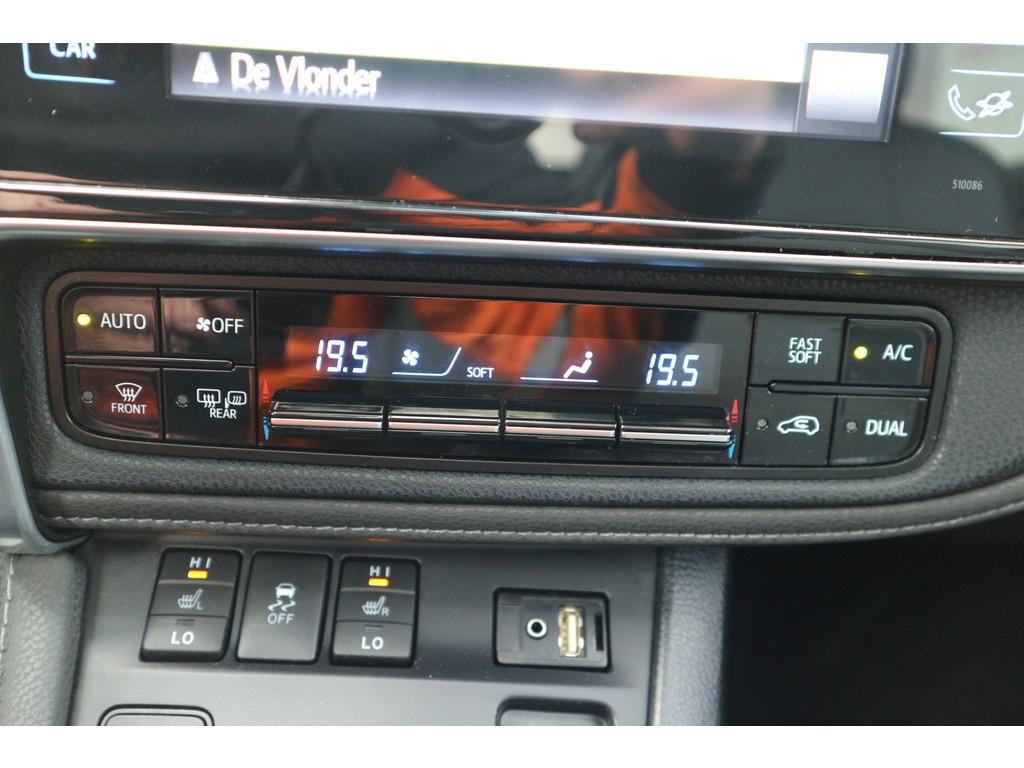 CAR
De Vlonder
510086
AUTO
OFF
FRONT
REAR
19.5
SOFT
19.5
FAST
SOFT
A/C
DUAL
HI
L
LO
OFF
HI
R
LO